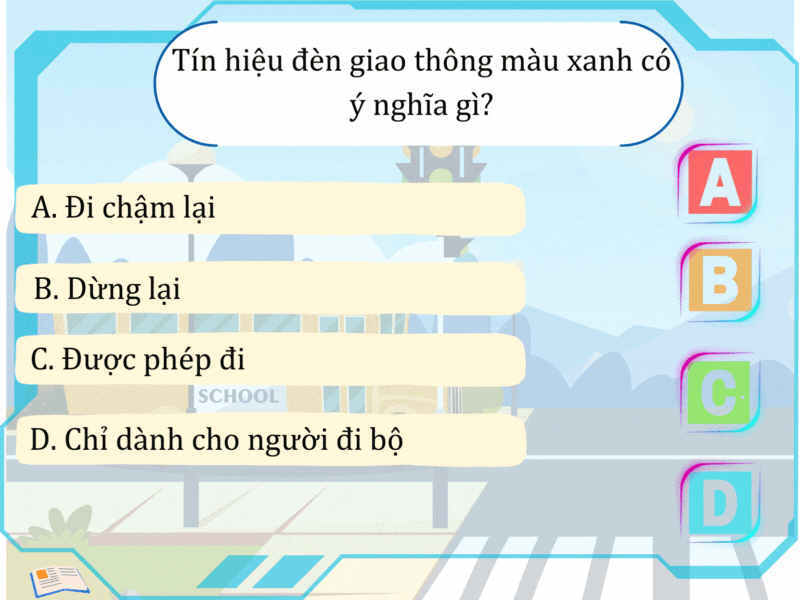 Tín hiệu đèn giao thông màu xanh có
ý nghĩa gì?
A. Đi chậm lại
B. Dừng lại
C. Được phép đi
D. Chỉ dành cho người đi bộ
SCHOOL
A
B
C
D